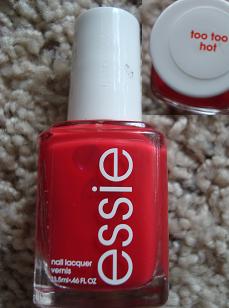 too too
hot
essie
nail lacquer
vernis
13.5ml•.46 FL OZ